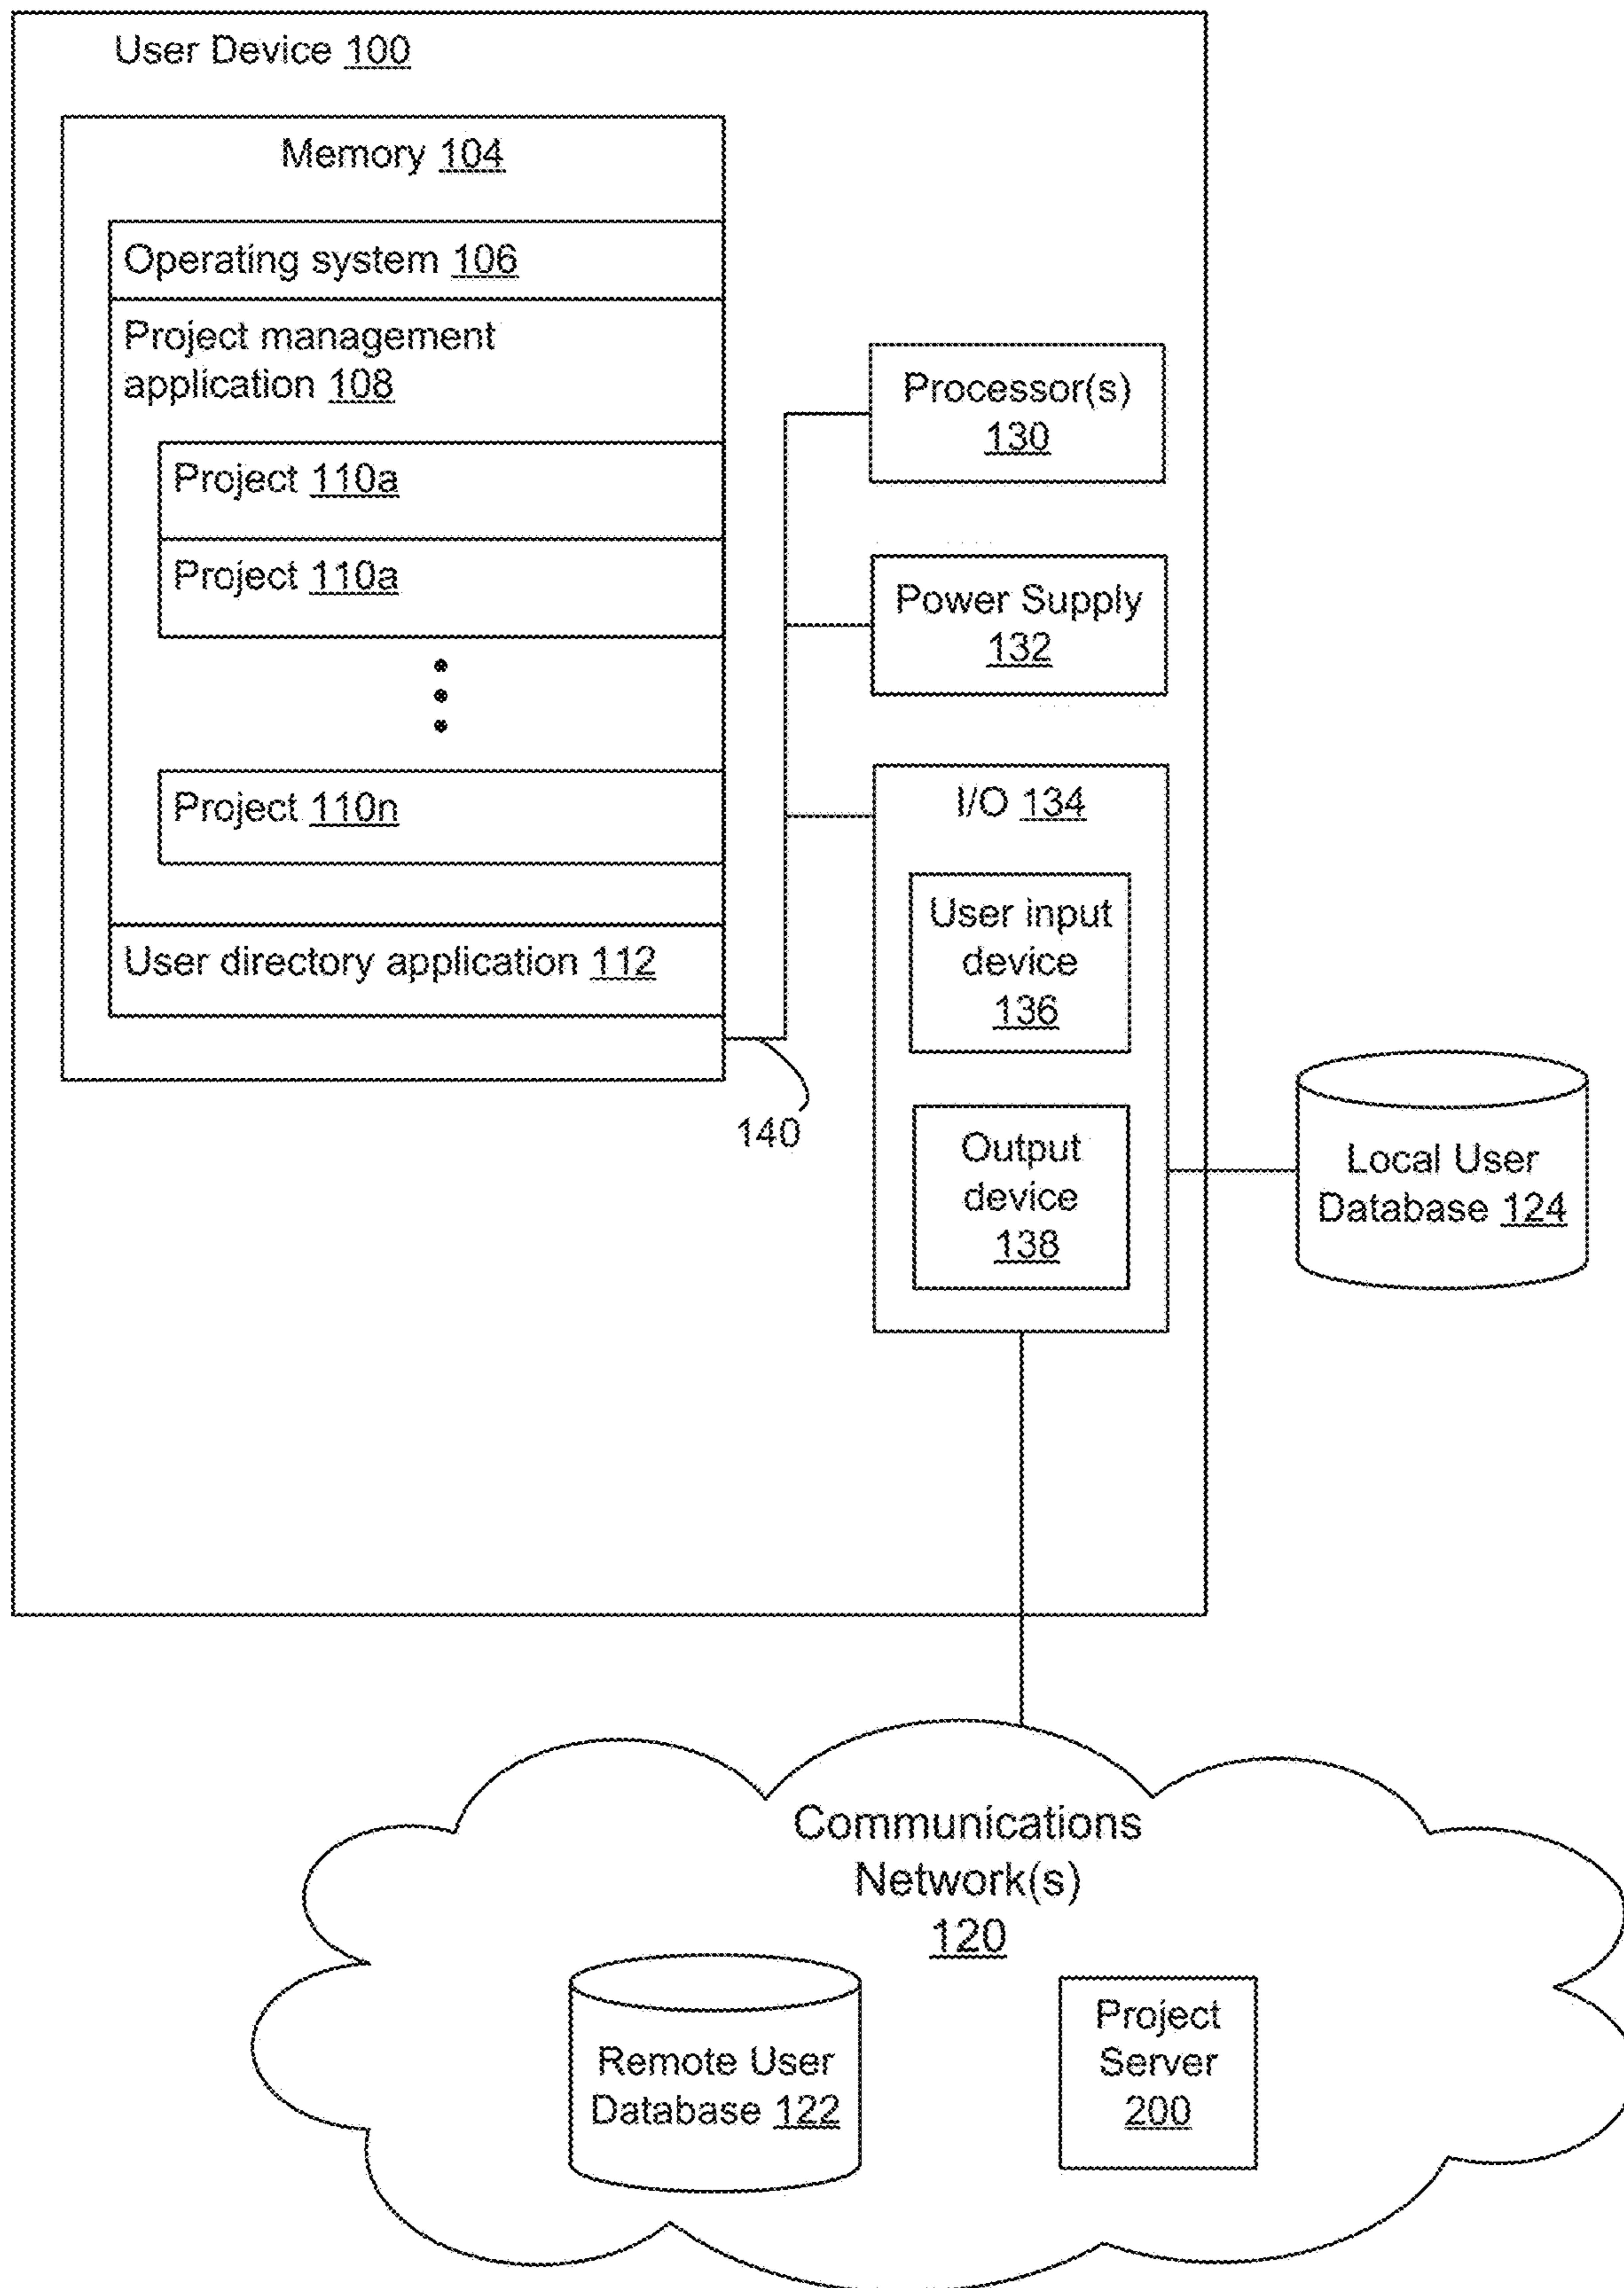 User Device 100
Memory 104
Operating system 106
Project management
application 108
Project 110a
Project 110a
Project 110n
User directory application 112
140
Processor(s)
130
Power Supply
132
I/O 134
User input
device
136
Output
device
138
Local User
Database 124
Communications
Network(s)
120
Remote User
Database 122
Project
Server
200